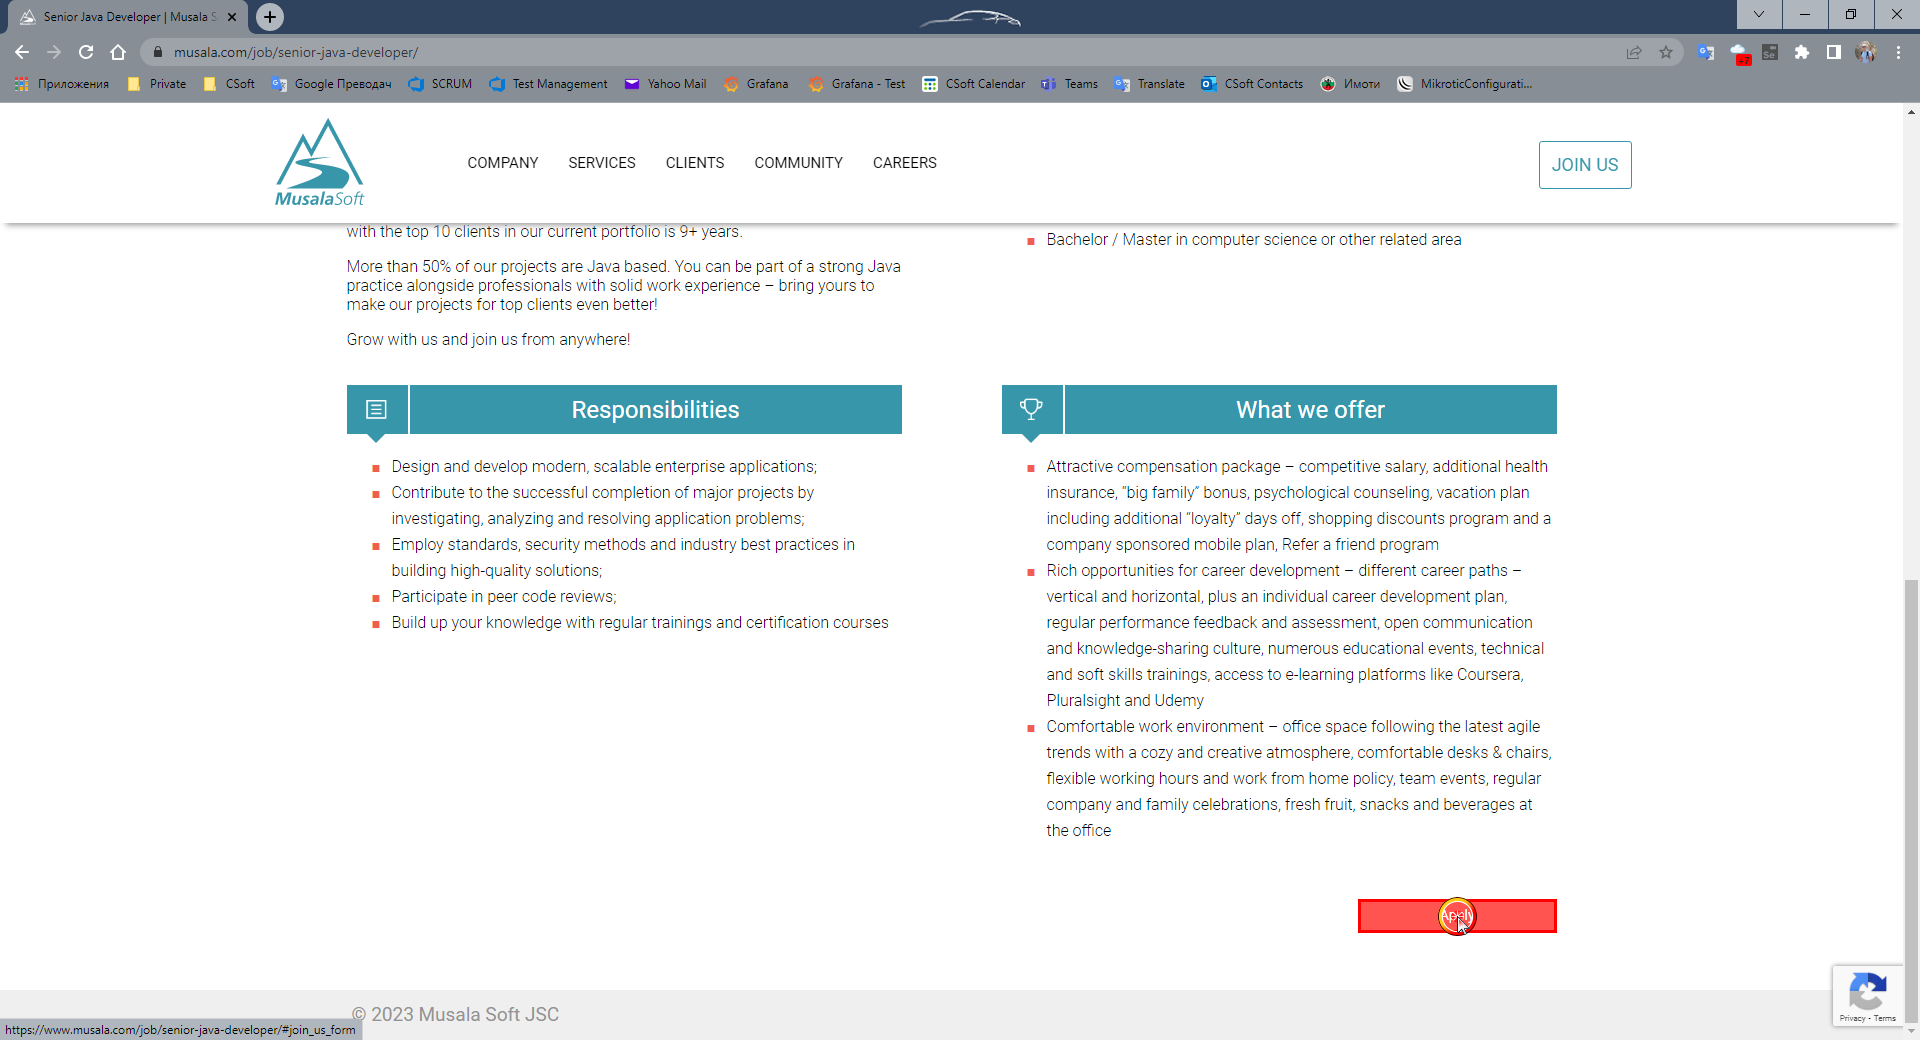 Senior Java Developer | Musala S
musala.com/job/senior-java-developer/
Приложения Private CSoft Google Преводач SCRUM Test Management Yahoo Mail Grafana Grafana - Test CSoft Calendar Teams Translate CSoft Contacts Имоти MikroticConfigurati...
MusalaSoft
COMPANY SERVICES CLIENTS COMMUNITY CAREERS
JOIN US
with the top 10 clients in our current portfolio is 9+ years.
More than 50% of our projects are Java based. You can be part of a strong Java
practice alongside professionals with solid work experience – bring yours to
make our projects for top clients even better!
Grow with us and join us from anywhere!
Bachelor / Master in computer science or other related area
Responsibilities
Design and develop modern, scalable enterprise applications;
Contribute to the successful completion of major projects by
investigating, analyzing and resolving application problems;
Employ standards, security methods and industry best practices in
building high-quality solutions;
Participate in peer code reviews;
Build up your knowledge with regular trainings and certification courses
What we offer
Attractive compensation package – competitive salary, additional health
insurance, “big family” bonus, psychological counseling, vacation plan
including additional “loyalty” days off, shopping discounts program and a
company sponsored mobile plan, Refer a friend program
Rich opportunities for career development – different career paths –
vertical and horizontal, plus an individual career development plan,
regular performance feedback and assessment, open communication
and knowledge-sharing culture, numerous educational events, technical
and soft skills trainings, access to e-learning platforms like Coursera,
Pluralsight and Udemy
Comfortable work environment – office space following the latest agile
trends with a cozy and creative atmosphere, comfortable desks & chairs,
flexible working hours and work from home policy, team events, regular
company and family celebrations, fresh fruit, snacks and beverages at
the office
Apply
© 2023 Musala Soft JSC
Privacy - Terms
https://www.musala.com/job/senior-java-developer/#join_us_form